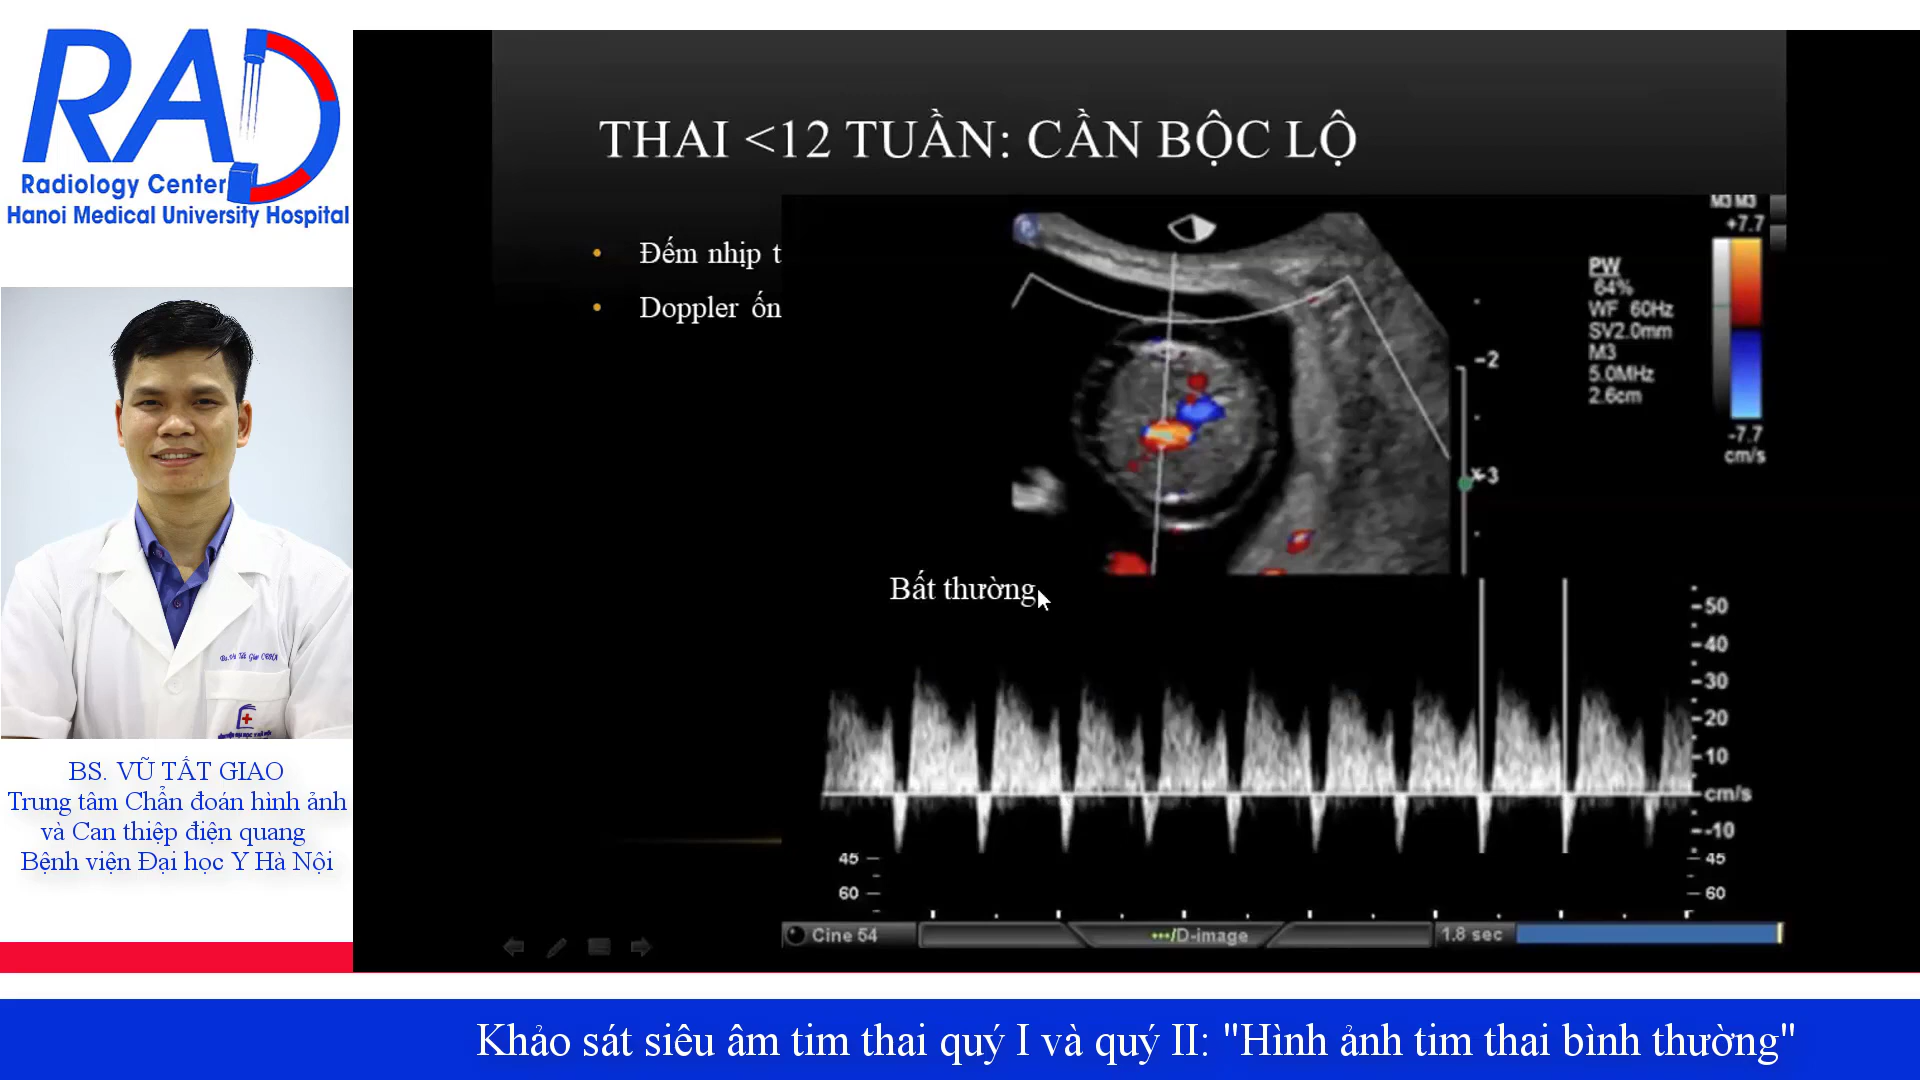 RAD
Radiology Center
Hanoi Medical University Hospital
BS. VŨ TẤT GIAO
Trung tâm Chẩn đoán hình ảnh
và Can thiệp điện quang
Bệnh viện Đại học Y Hà Nội
THAI <12 TUẦN: CẦN BỘC LỘ
• Đếm nhịp t
• Doppler ốn
M3 M3
+7.7
-7.7
cm/s
PW
64%
WF 60Hz
SV2.0mm
M3
5.0MHz
2.6cm
-2
x-3
Bất thường
50
40
30
20
10
cm/s
-10
45
60
45
60
Cine 54
/D-image
1.8 sec
Khảo sát siêu âm tim thai quý I và quý II: "Hình ảnh tim thai bình thường"